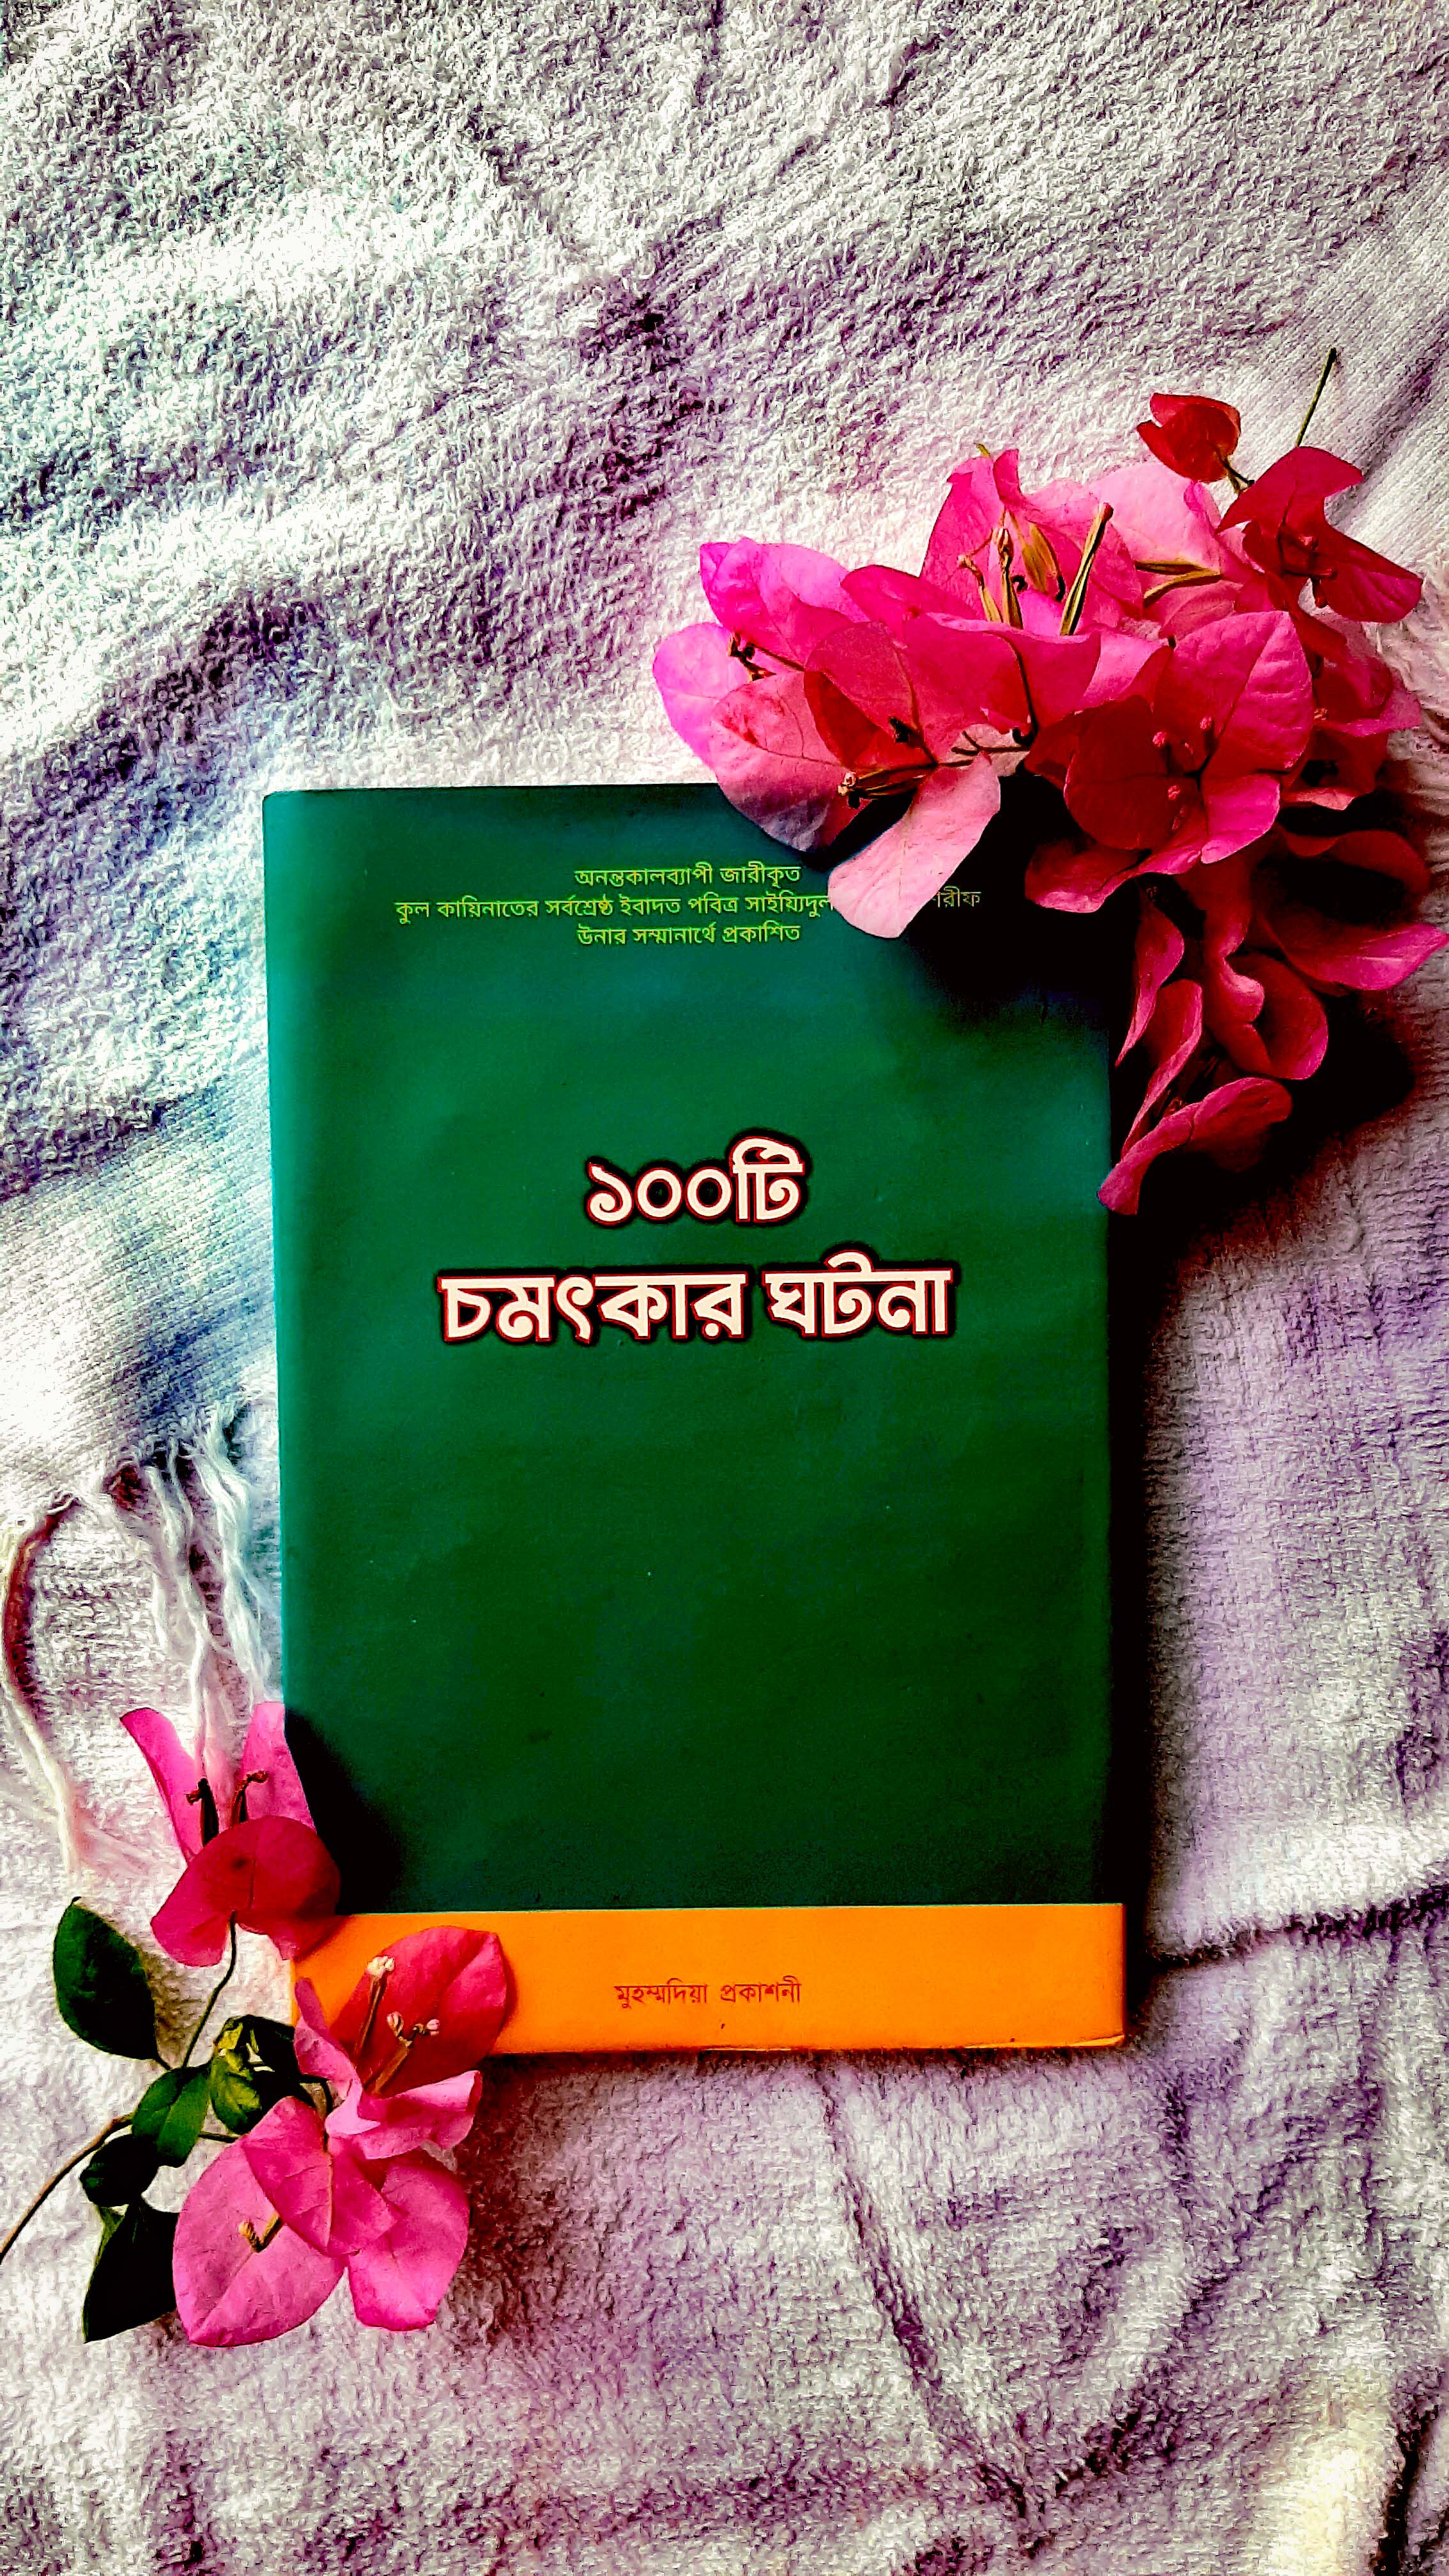 অনন্তকালব্যাপী জারীকৃত
কুল কায়িনাতের সর্বশ্রেষ্ঠ ইবাদত পবিত্র সাইয়্যিদুল
উনার সম্মানার্থে প্রকাশিত
১০০টি
চমৎকার ঘটনা
মুহম্মদিয়া প্রকাশনী